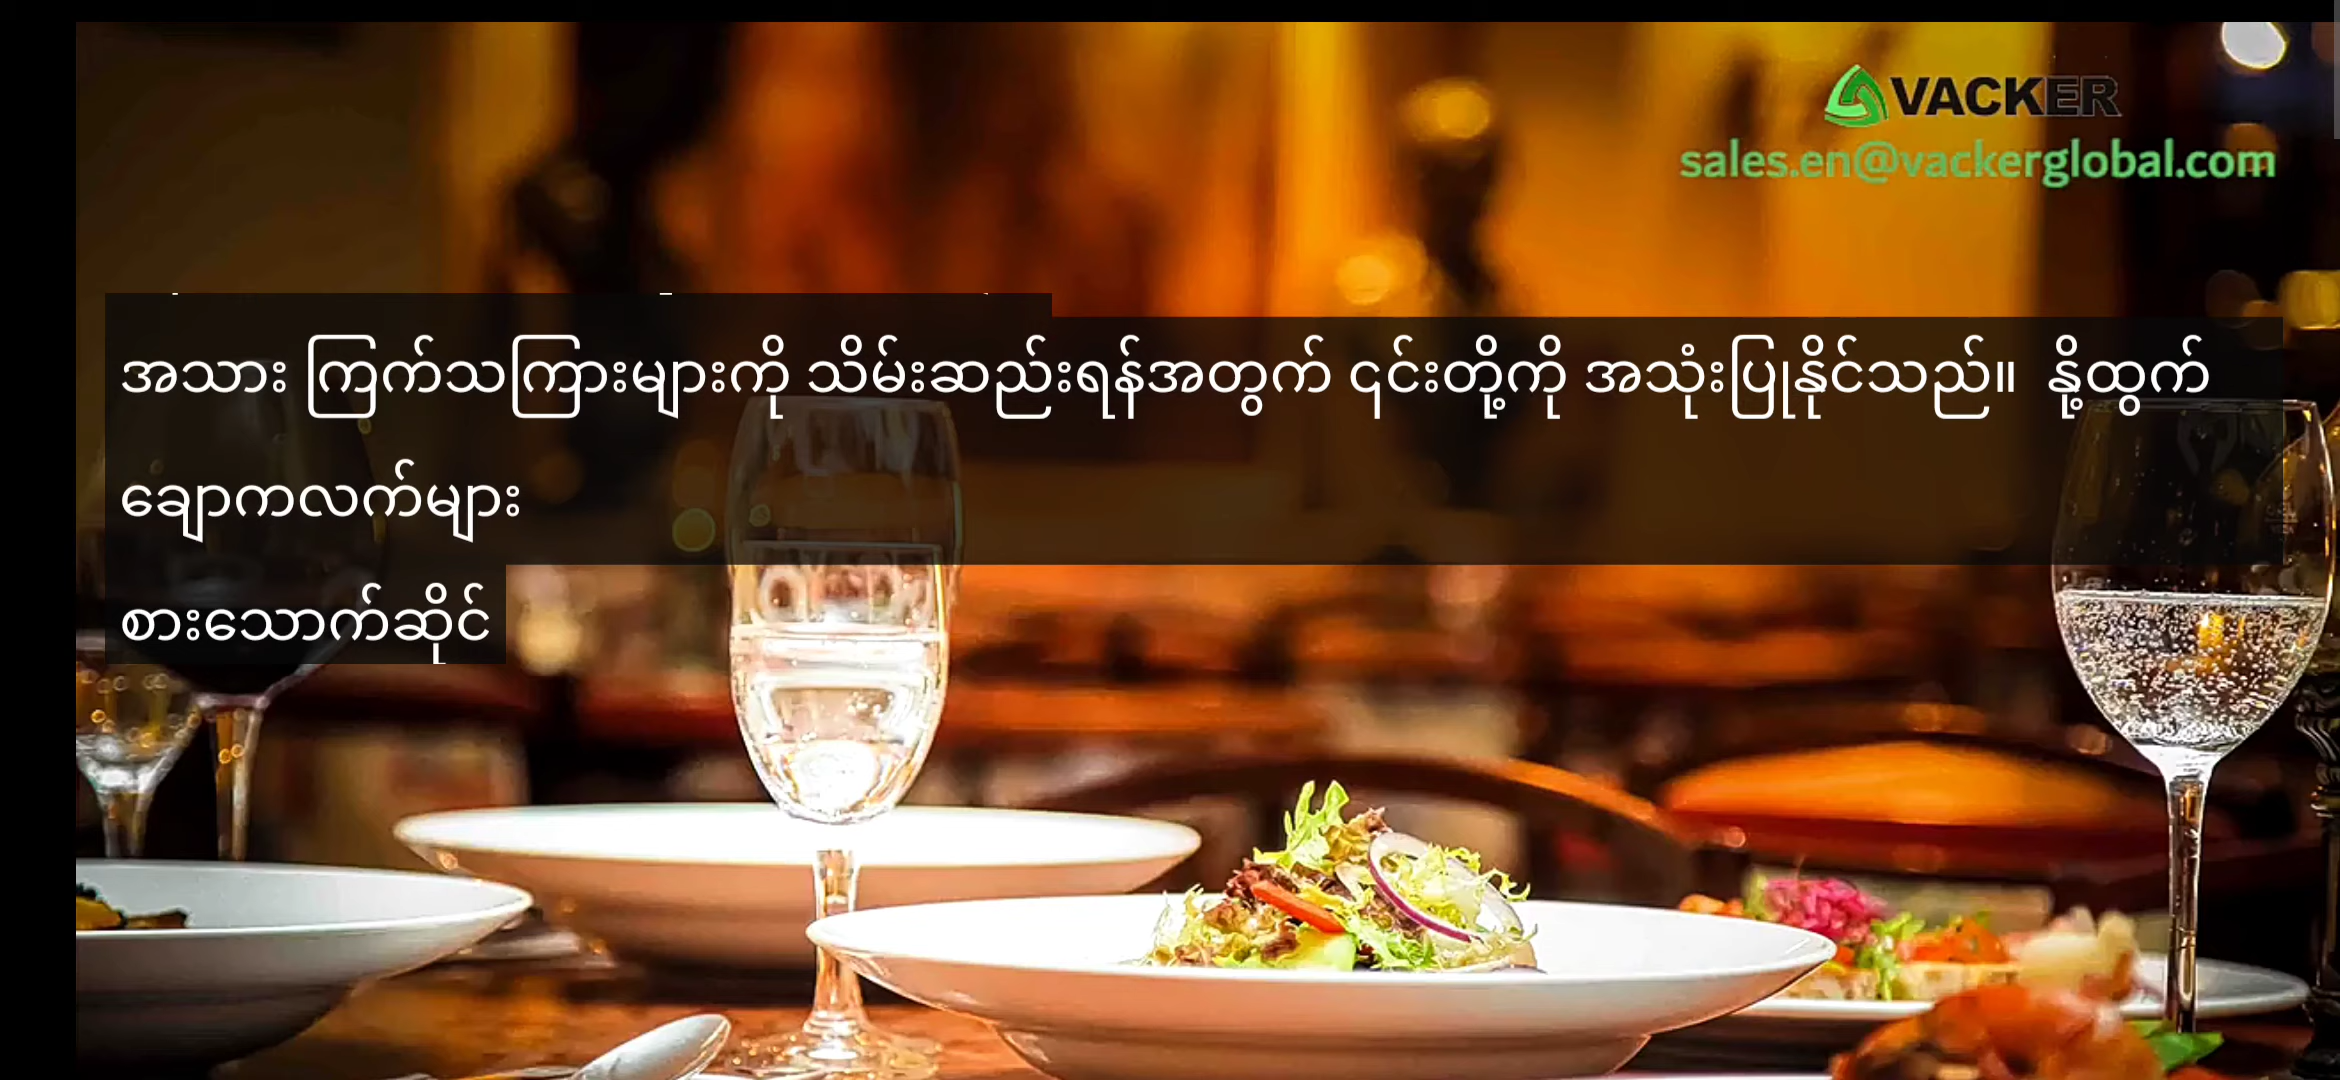 VACKER
sales.en@vackerglobal.com
အသား ကြက်သကြားများကို သိမ်းဆည်းရန်အတွက် ၎င်းတို့ကို အသုံးပြုနိုင်သည်။ နို့ထွက်
ချောကလက်များ
စားသောက်ဆိုင်